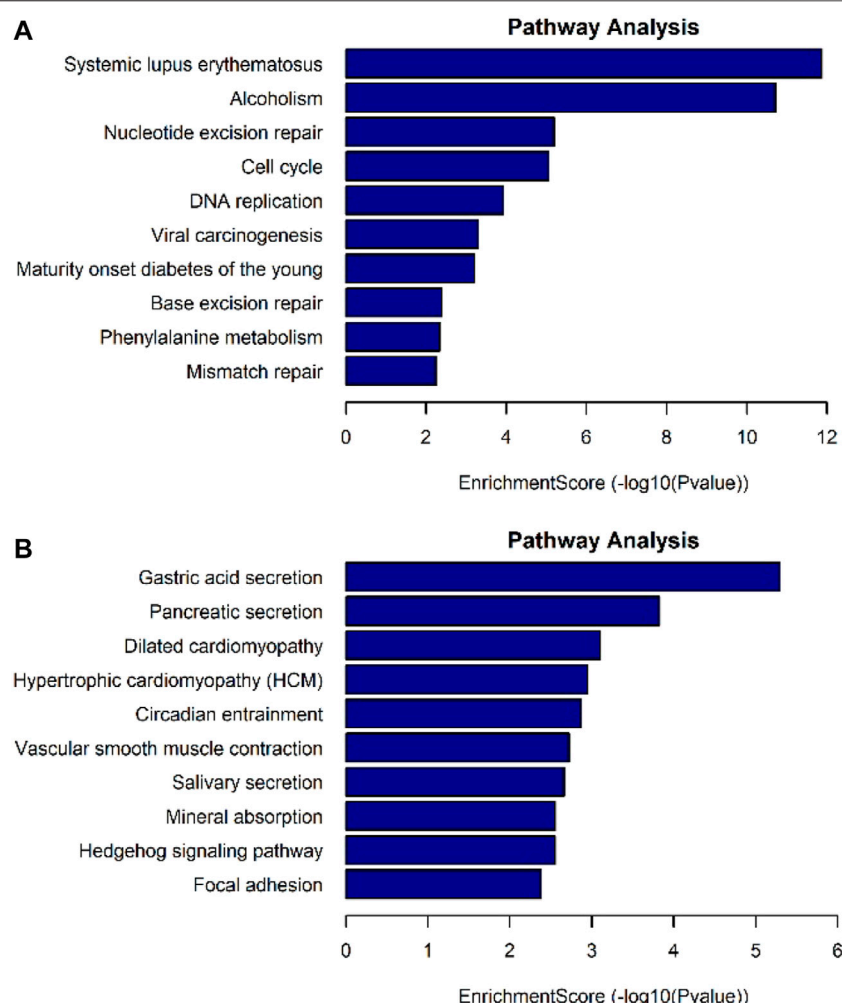 A
Pathway Analysis
Systemic lupus erythematosus
Alcoholism
Nucleotide excision repair
Cell cycle
DNA replication
Viral carcinogenesis
Maturity onset diabetes of the young
Base excision repair
Phenylalanine metabolism
Mismatch repair
0 2 4 6 8 10 12
EnrichmentScore (-log10(Pvalue))
B
Pathway Analysis
Gastric acid secretion
Pancreatic secretion
Dilated cardiomyopathy
Hypertrophic cardiomyopathy (HCM)
Circadian entrainment
Vascular smooth muscle contraction
Salivary secretion
Mineral absorption
Hedgehog signaling pathway
Focal adhesion
0 1 2 3 4 5 6
EnrichmentScore (-log10(Pvalue))